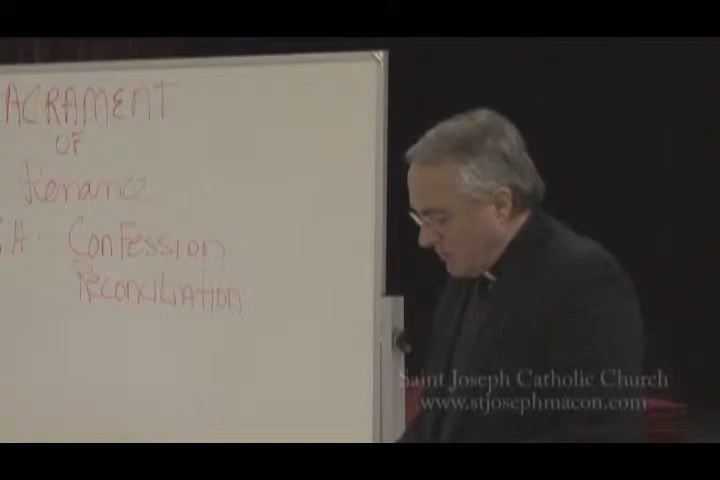 ACRAMENT
OF
Penance
A. Confession
Reconciliation
Saint Joseph Catholic Church
www.stjosephmacon.com